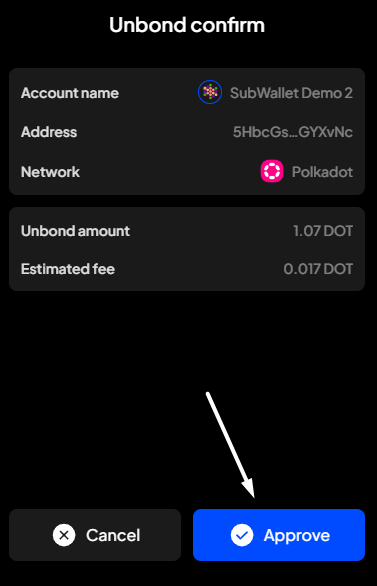 Unbond confirm
Account name SubWallet Demo 2
Address 5HbcGs...GYXvNc
Network Polkadot
Unbond amount 1.07 DOT
Estimated fee 0.017 DOT
Cancel Approve